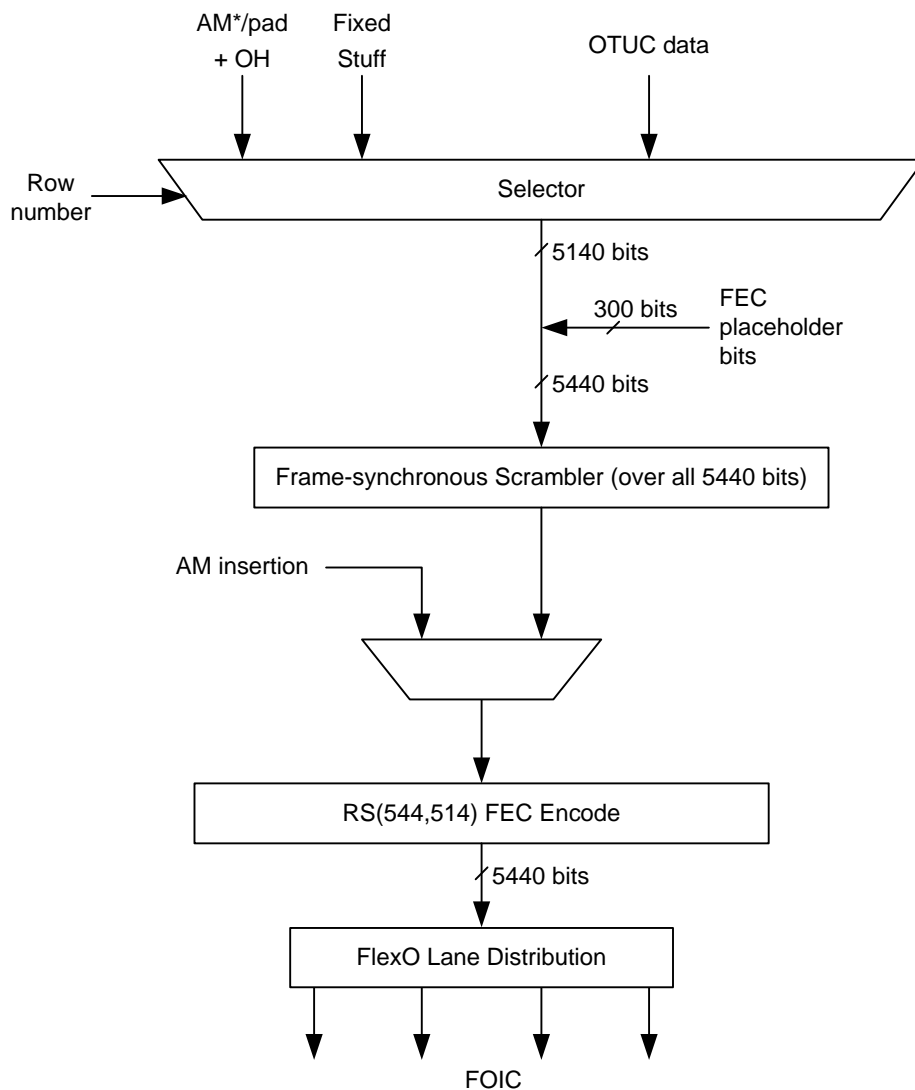 AM*/pad
+ OH
Fixed
Stuff
OTUC data
Row
number
Selector
5140 bits
300 bits
FEC
placeholder
bits
5440 bits
Frame-synchronous Scrambler (over all 5440 bits)
AM insertion
RS(544,514) FEC Encode
5440 bits
FlexO Lane Distribution
FOIC